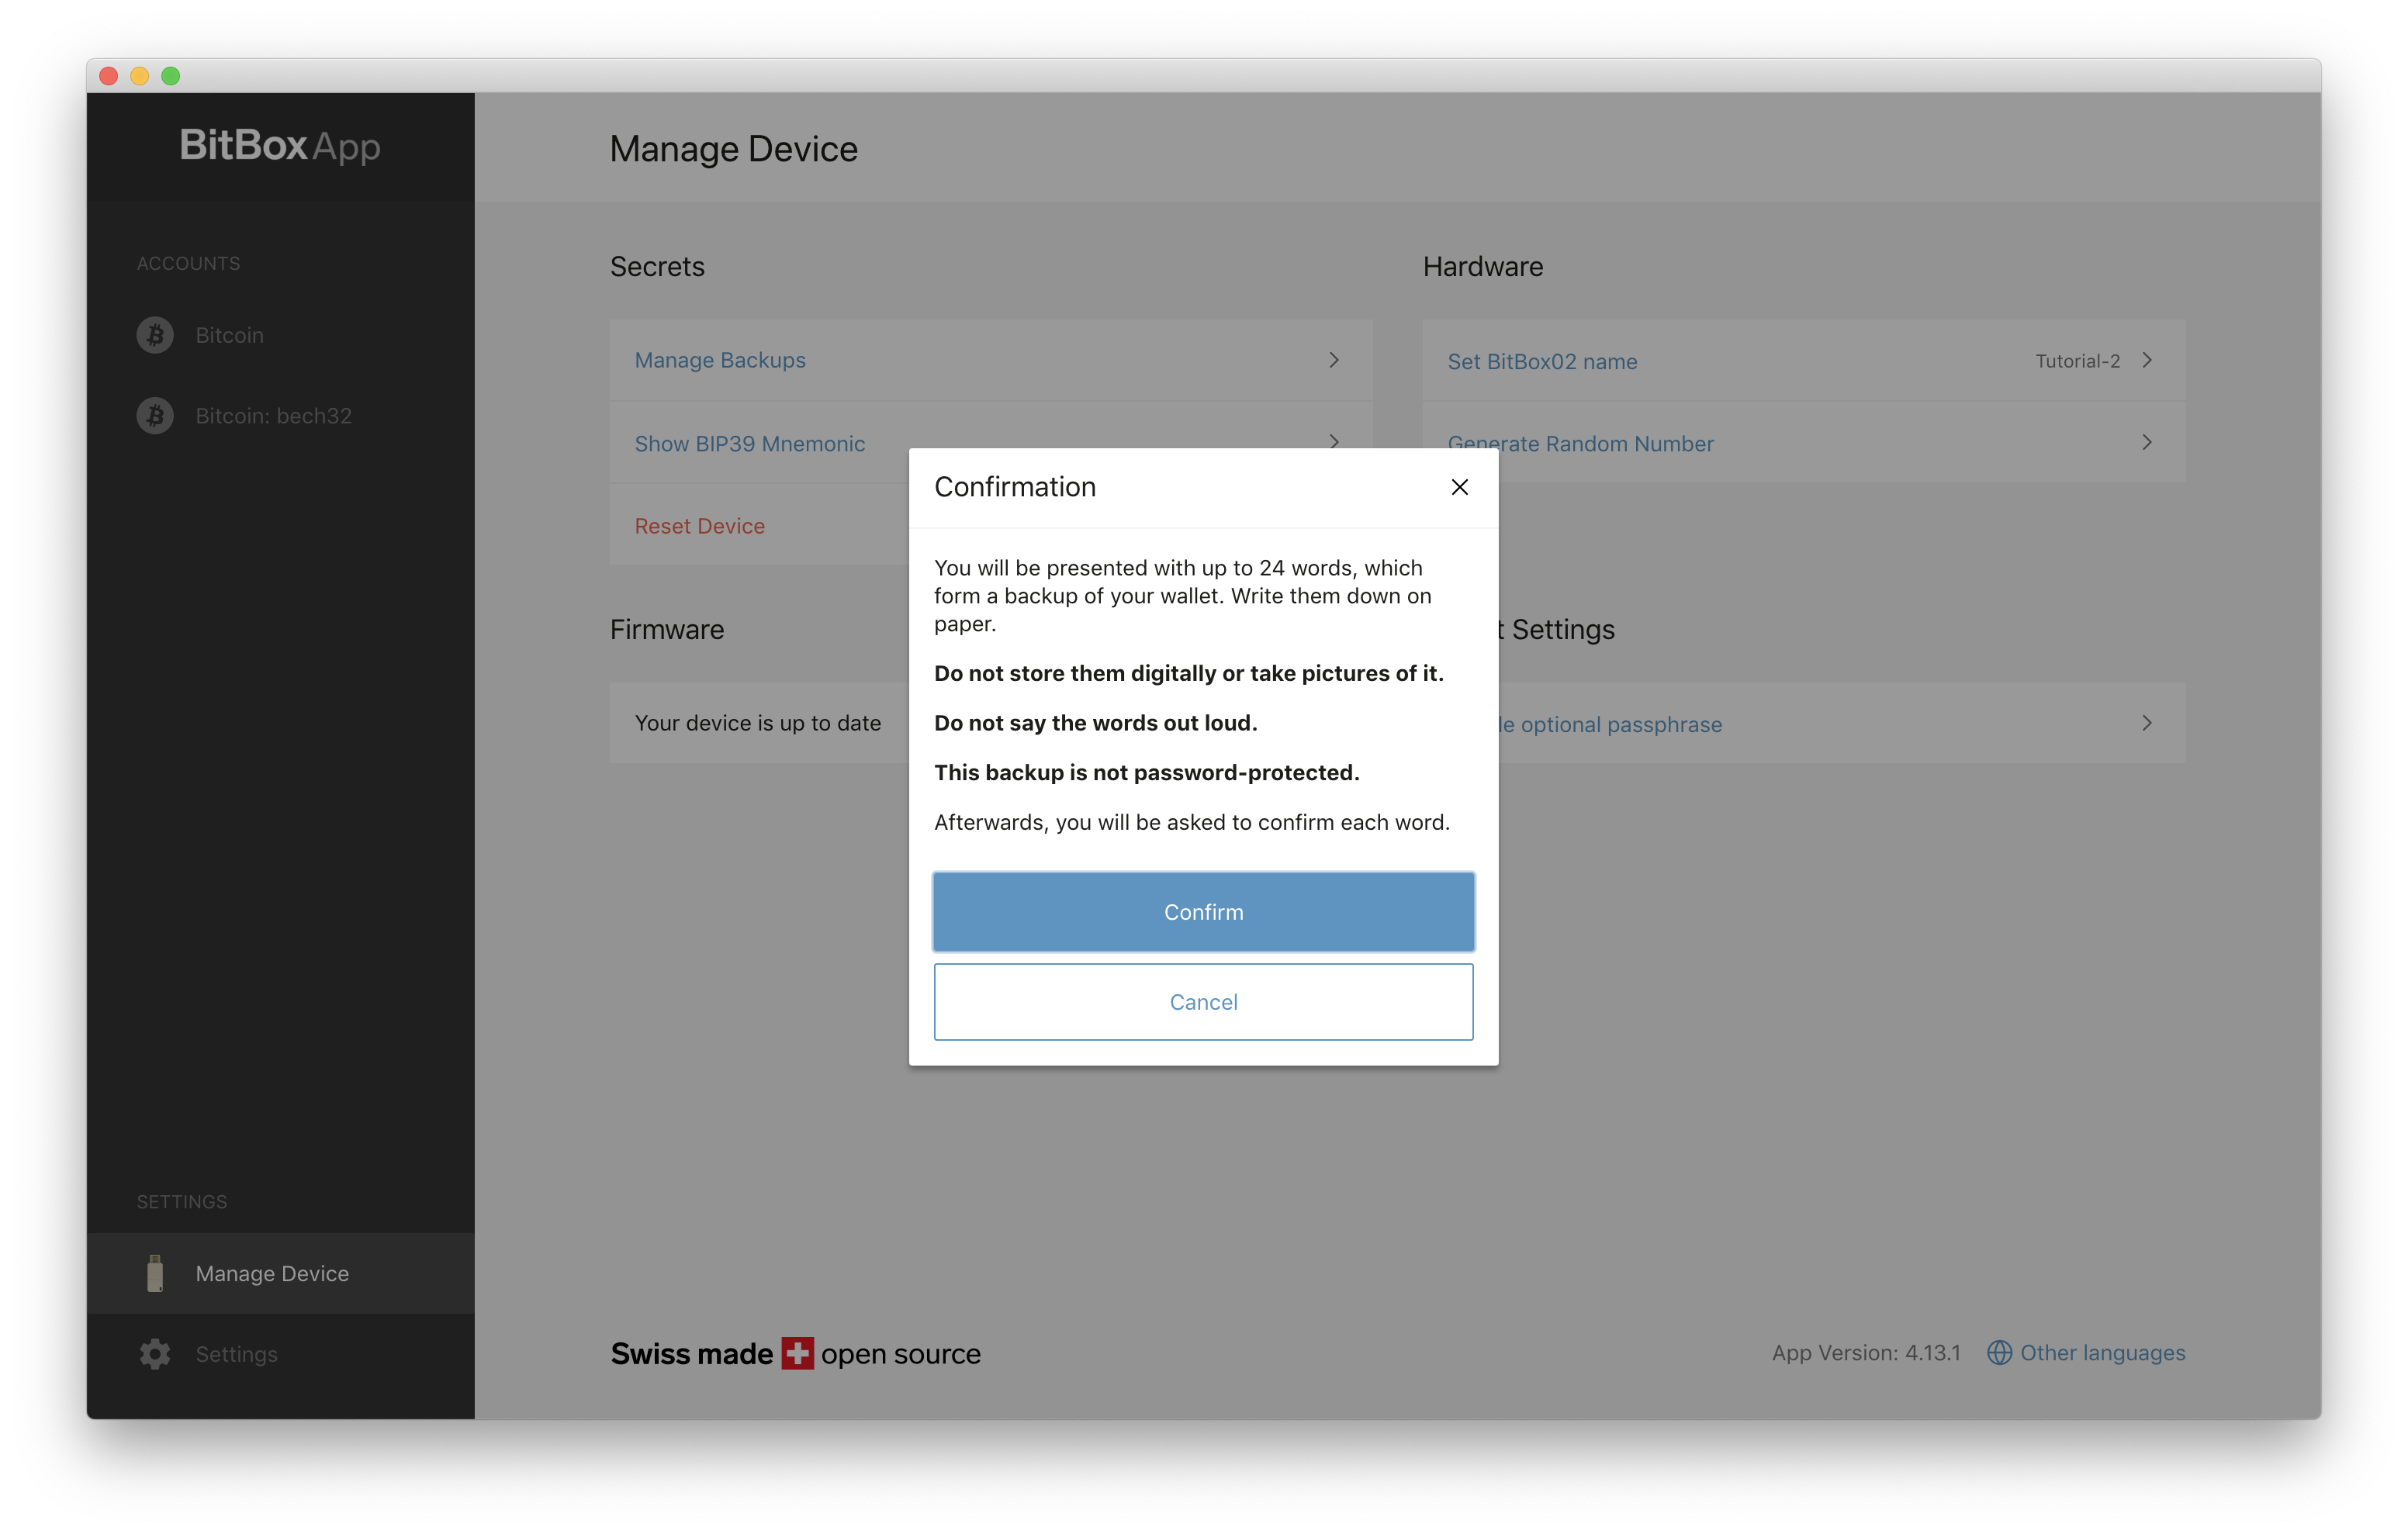 BitBoxApp
ACCOUNTS
Bitcoin
Bitcoin: bech32
SETTINGS
Manage Device
Settings
Manage Device
Secrets
Manage Backups
Show BIP39 Mnemonic
Reset Device
Hardware
Set BitBox02 name Tutorial-2
Generate Random Number
Firmware
Your device is up to date
t Settings
le optional passphrase
Confirmation
You will be presented with up to 24 words, which
form a backup of your wallet. Write them down on
paper.
Do not store them digitally or take pictures of it.
Do not say the words out loud.
This backup is not password-protected.
Afterwards, you will be asked to confirm each word.
Confirm
Cancel
Swiss made open source
App Version: 4.13.1 Other languages